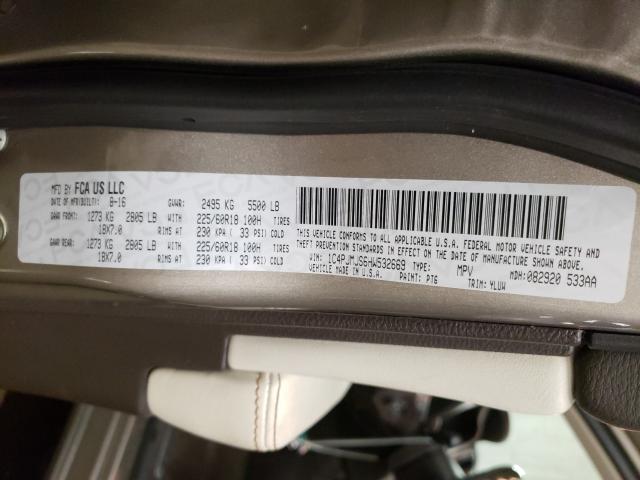 MFD BY FCA US LLC
DATE OF MFR(BUILT): 8-16 GVWR: 2495 KG 5500 LB
GAWR FRONT: 1273 KG 2805 LB WITH 225/60R18 100H TIRES
18X7.0 RIMS AT 230 KPA ( 33 PSI) COLD
GAWR REAR: 1273 KG 2805 LB WITH 225/60R18 100H TIRES
18X7.0 RIMS AT 230 KPA ( 33 PSI) COLD
THIS VEHICLE CONFORMS TO ALL APPLICABLE U.S.A. FEDERAL MOTOR VEHICLE SAFETY AND
THEFT PREVENTION STANDARDS IN EFFECT ON THE DATE OF MANUFACTURE SHOWN ABOVE.
VIN: 1C4PJMJS6HW532669 TYPE: MPV MDH: 082920 533AA
VEHICLE MADE IN U.S.A. PAINT: PT6 TRIM: YLUW